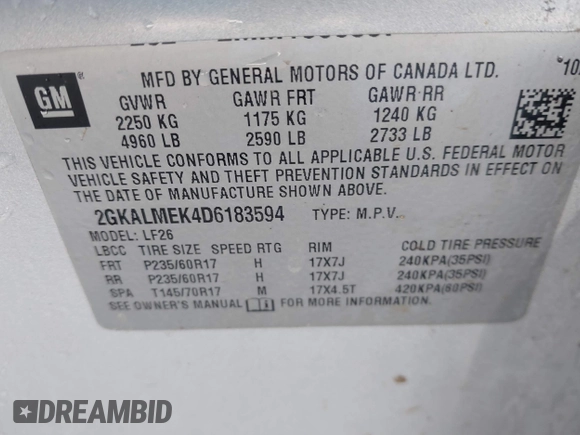 GM
®
MFD BY GENERAL MOTORS OF CANADA LTD.
GVWR GAWR FRT GAWR RR
2250 KG 1175 KG 1240 KG
4960 LB 2590 LB 2733 LB
THIS VEHICLE CONFORMS TO ALL APPLICABLE U.S. FEDERAL MOTOR
VEHICLE SAFETY AND THEFT PREVENTION STANDARDS IN EFFECT ON
THE DATE OF MANUFACTURE SHOWN ABOVE.
2GKALMEK4D6183594 TYPE: M.P.V.
MODEL: LF26
LBCC TIRE SIZE SPEED RTG RIM COLD TIRE PRESSURE
FRT P235/60R17 H 17X7J 240KPA(35PSI)
RR P235/60R17 H 17X7J 240KPA(35PSI)
SPA T145/70R17 M 17X4.5T 420KPA(60PSI)
SEE OWNER'S MANUAL FOR MORE INFORMATION.
DREAMBID